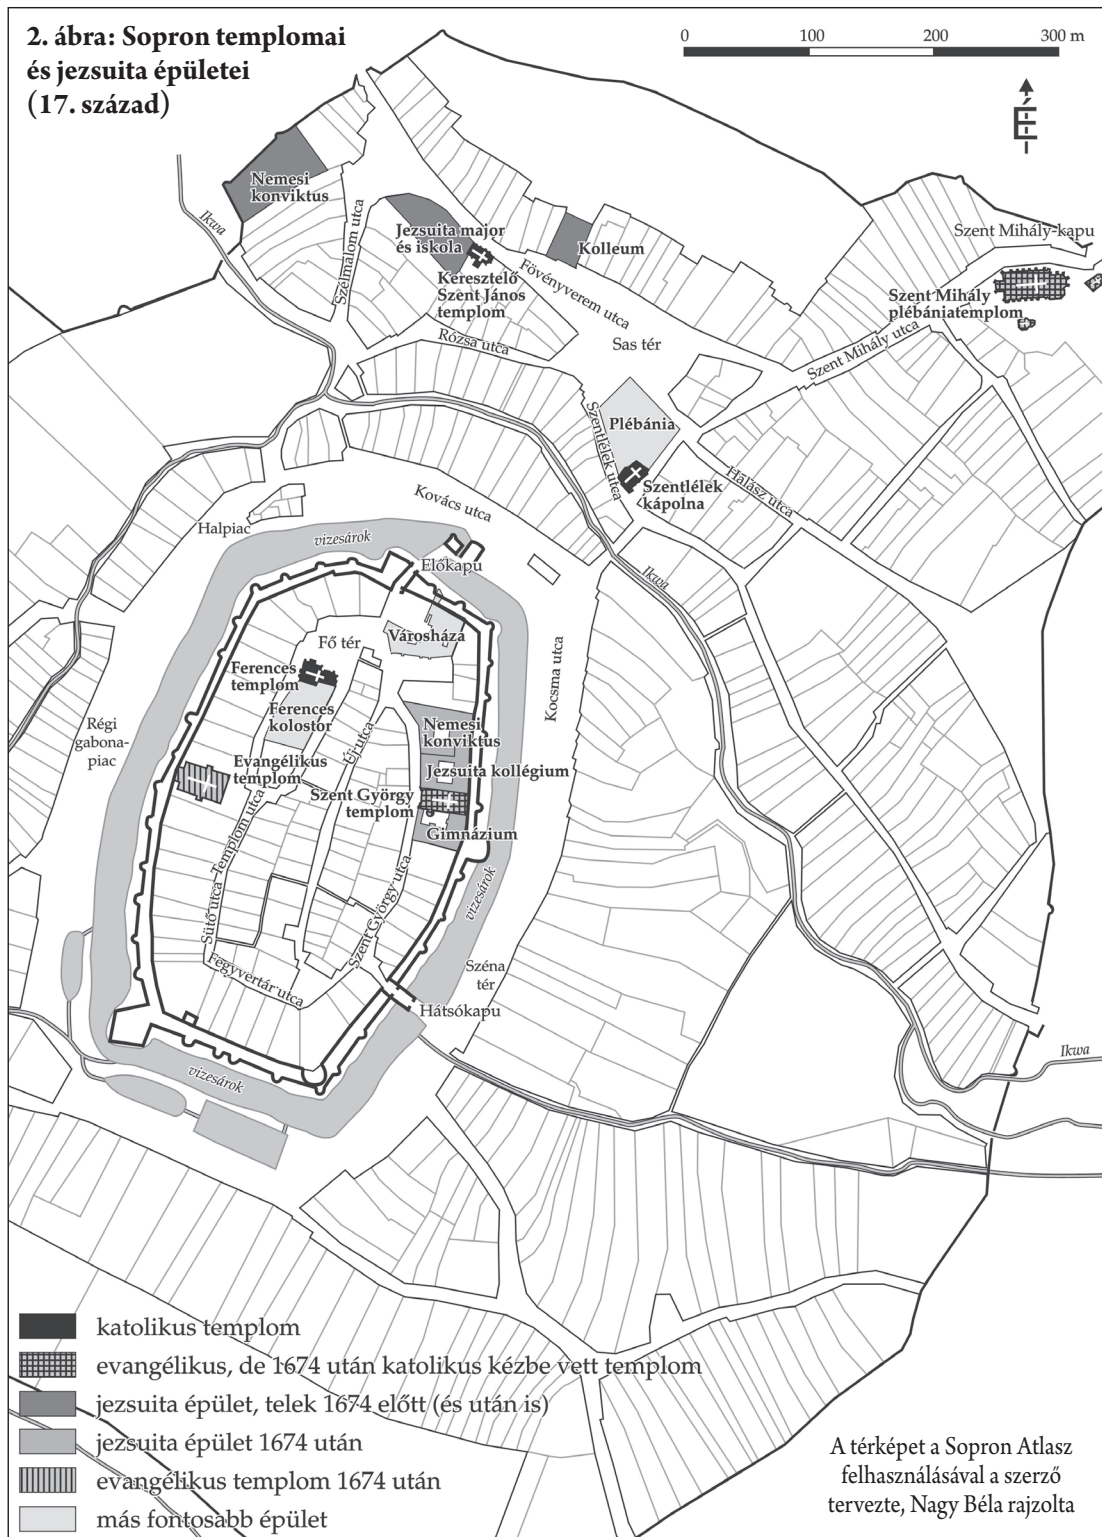 2. ábra: Sopron templomai
és jezsuita épületei
(17. század)
0 100 200 300 m
É
Nemesi
konviktus
Ikwa
Szélmalom utca
Jezsuita major
és iskola
Keresztelő
Szent János
templom
Kolleum
Fövényverem utca
Rózsa utca
Sas tér
Szent Mihály-kapu
Szent Mihály
plébániatemplom
Szent Mihály utca
Plébánia
Szentlélek utca
Szentlélek
kápolna
Halász utca
Kovács utca
Halpiac
vizesárok
Előkapu
Ikwa
Városháza
Fő tér
Ferences
templom
Ferences
kolostor
Kocsma utca
Régi
gabona-
piac
Nemesi
konviktus
Új utca
Evangélikus
templom
Jezsuita kollégium
Szent György
templom
Gimnázium
Templom utca
Sütő utca
Szent György utca
vizesárok
Fegyvertár utca
Széna
tér
Hátsókapu
Ikwa
vizesárok
katolikus templom
evangélikus, de 1674 után katolikus kézbe vett templom
jezsuita épület, telek 1674 előtt (és után is)
jezsuita épület 1674 után
evangélikus templom 1674 után
más fontosabb épület
A térképet a Sopron Atlasz
felhasználásával a szerző
tervezte, Nagy Béla rajzolta